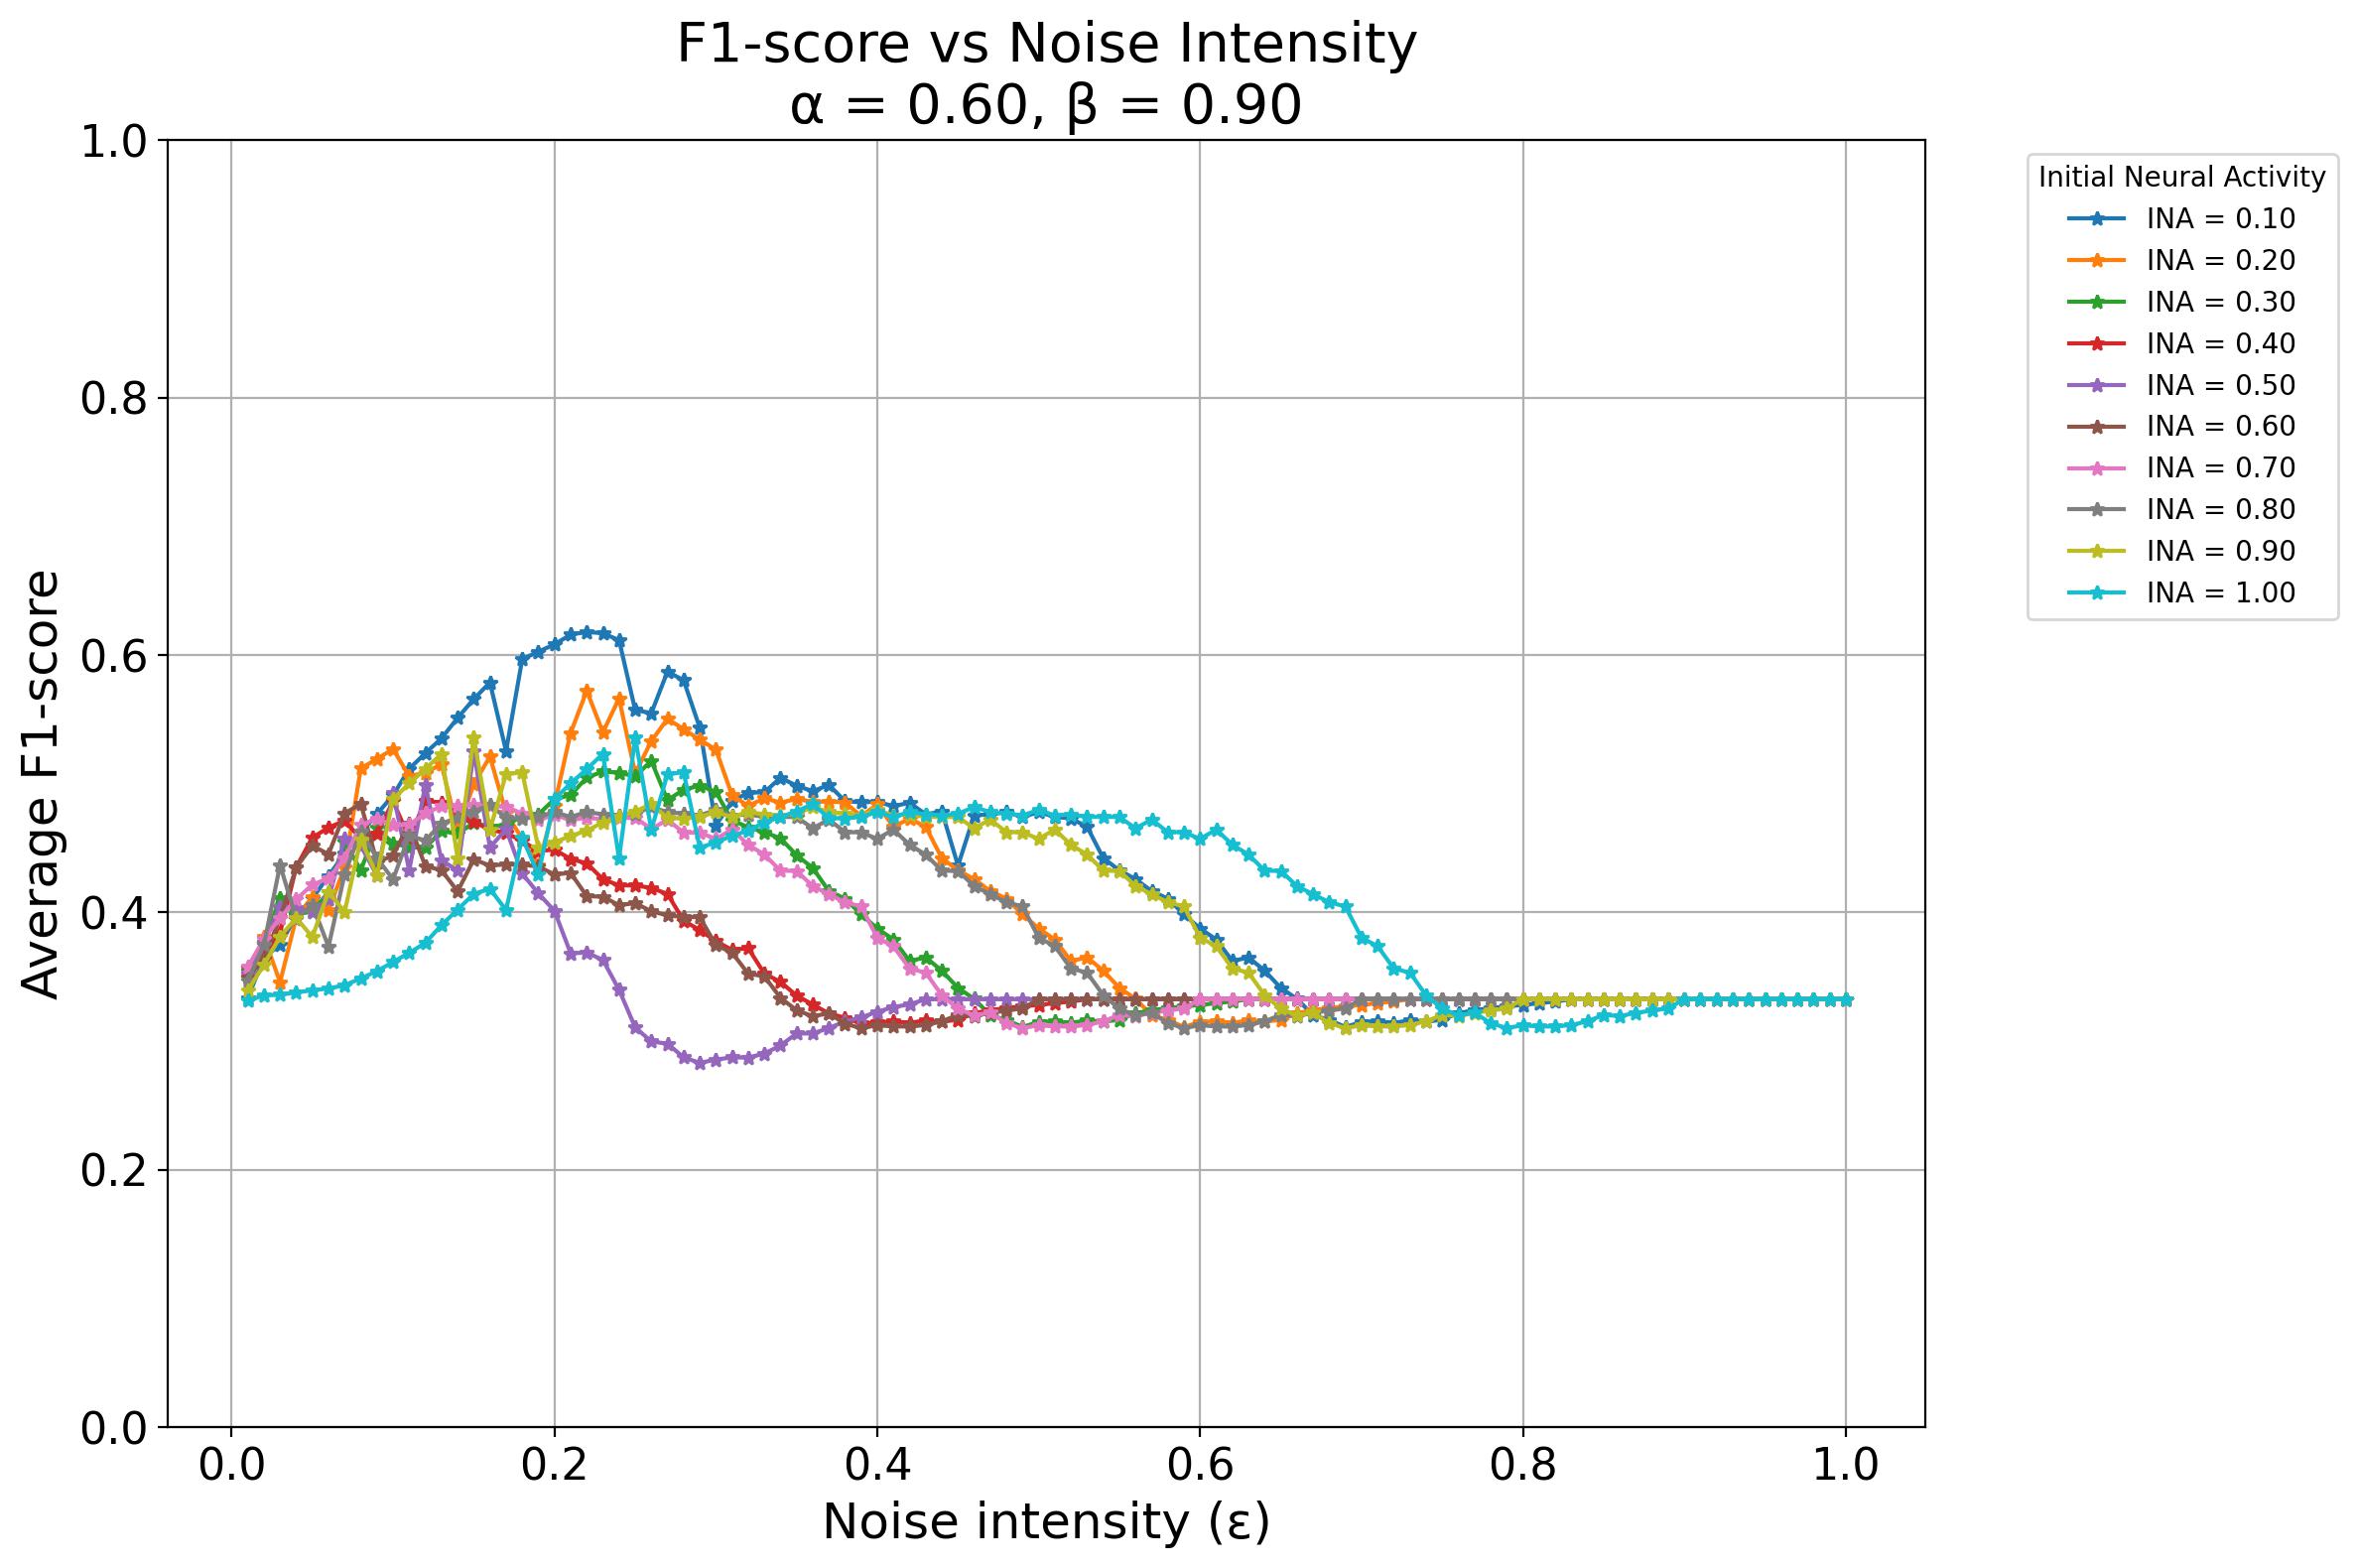 F1-score vs Noise Intensity
α = 0.60, β = 0.90
Average F1-score
1.0
0.8
0.6
0.4
0.2
0.0
0.0 0.2 0.4 0.6 0.8 1.0
Noise intensity (ε)
Initial Neural Activity
INA = 0.10
INA = 0.20
INA = 0.30
INA = 0.40
INA = 0.50
INA = 0.60
INA = 0.70
INA = 0.80
INA = 0.90
INA = 1.00